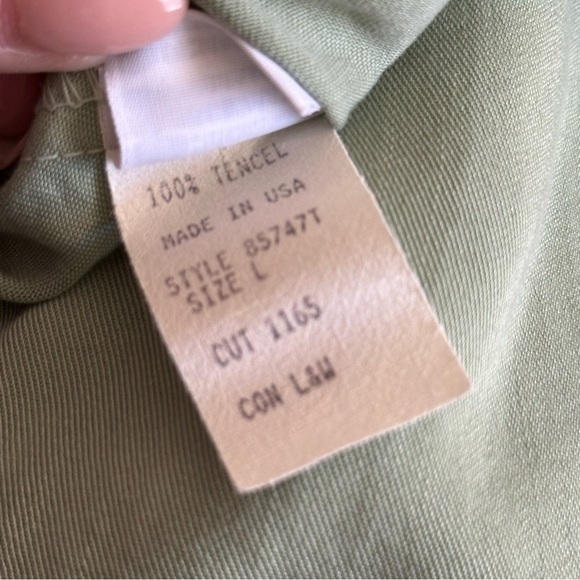 100% TENCEL
MADE IN USA
STYLE 85747T
SIZE L
CUT 1165
CON L&W